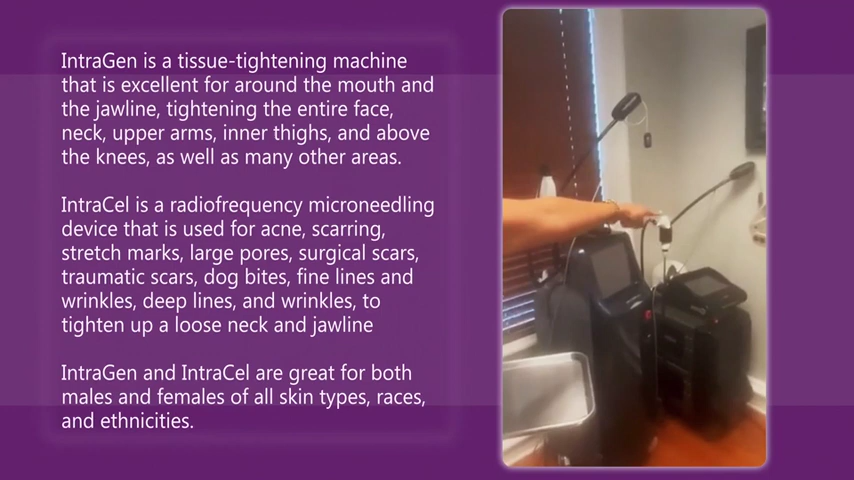 IntraGen is a tissue-tightening machine
that is excellent for around the mouth and
the jawline, tightening the entire face,
neck, upper arms, inner thighs, and above
the knees, as well as many other areas.
IntraCel is a radiofrequency microneedling
device that is used for acne, scarring,
stretch marks, large pores, surgical scars,
traumatic scars, dog bites, fine lines and
wrinkles, deep lines, and wrinkles, to
tighten up a loose neck and jawline
IntraGen and IntraCel are great for both
males and females of all skin types, races,
and ethnicities.